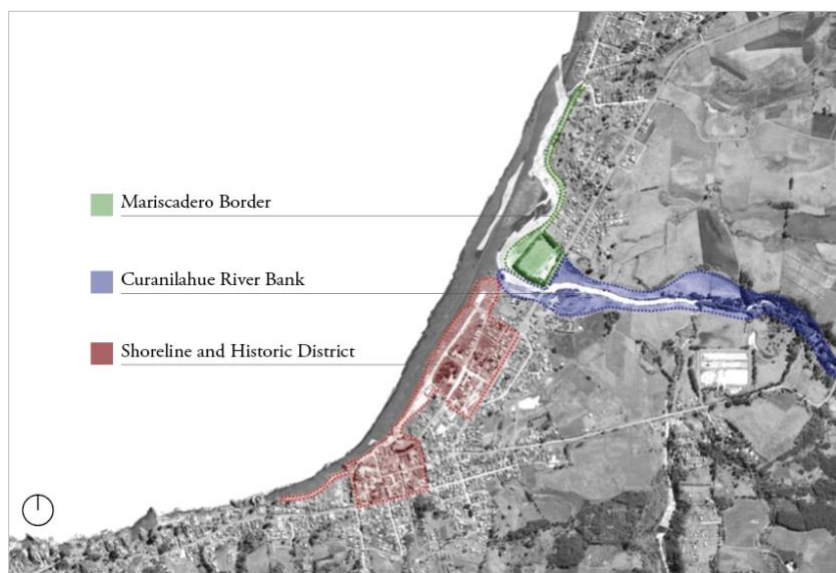 Mariscadero Border
Curanilahue River Bank
Shoreline and Historic District